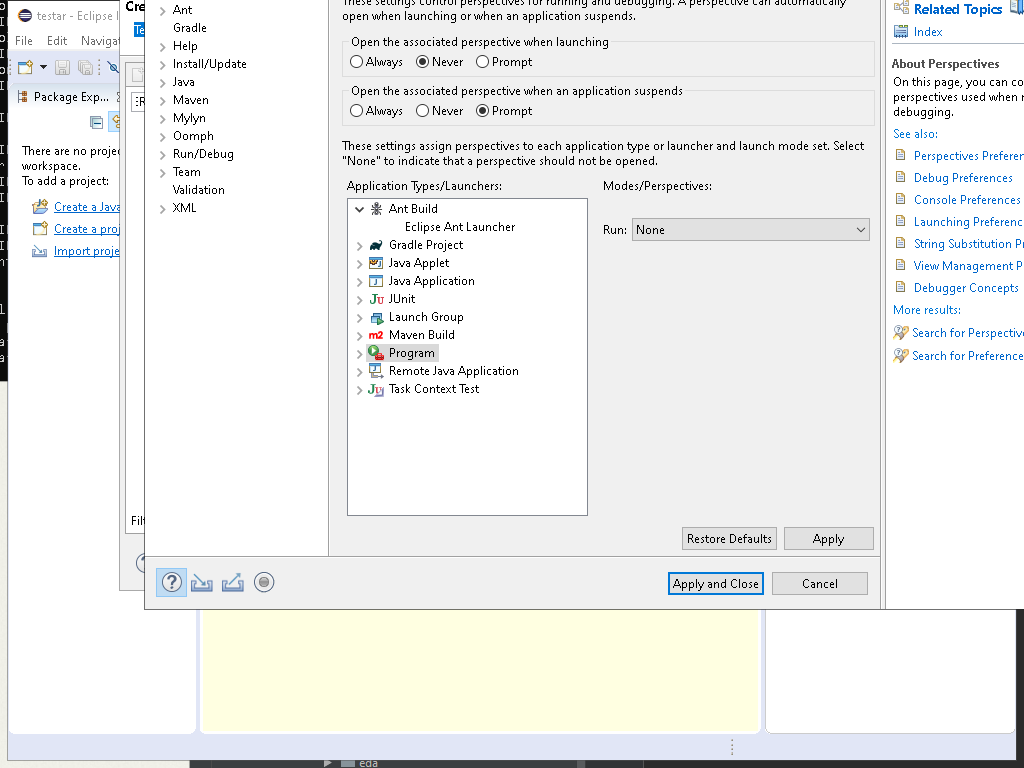 testar - Eclipse I
File Edit Naviga
Package Exp...
There are no proje
workspace.
To add a project:
Create a Java
Create a proj
Import proje
Cre
Te
Filt
Ant
Gradle
Help
Install/Update
Java
Maven
Mylyn
Oomph
Run/Debug
Team
Validation
XML
These settings control perspectives for running and debugging. A perspective can automatically
open when launching or when an application suspends.
Open the associated perspective when launching
Always Never Prompt
Open the associated perspective when an application suspends
Always Never Prompt
These settings assign perspectives to each application type or launcher and launch mode set. Select
"None" to indicate that a perspective should not be opened.
Application Types/Launchers:
Modes/Perspectives:
Ant Build
Eclipse Ant Launcher
Gradle Project
Java Applet
Java Application
JUnit
Launch Group
Maven Build
Program
Remote Java Application
Task Context Test
Run: None
Restore Defaults Apply
Apply and Close Cancel
Related Topics
Index
About Perspectives
On this page, you can co
perspectives used when r
debugging.
See also:
Perspectives Preferen
Debug Preferences
Console Preferences
Launching Preferenc
String Substitution Pr
View Management P
Debugger Concepts
More results:
Search for Perspective
Search for Preference
eda